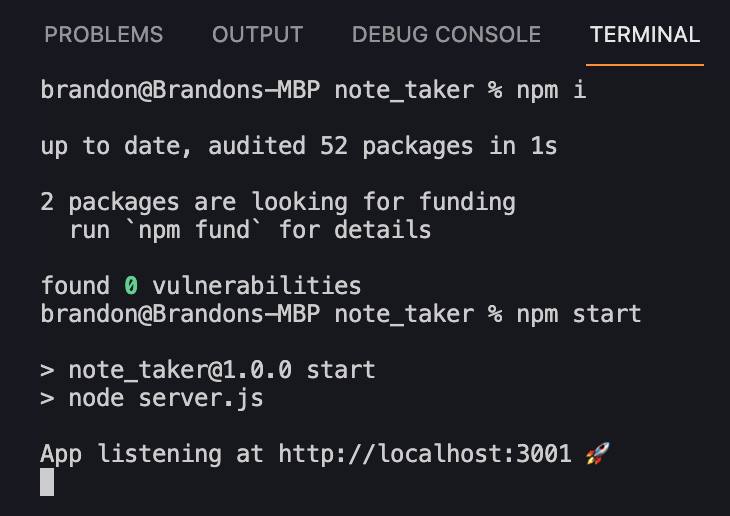 PROBLEMS OUTPUT DEBUG CONSOLE TERMINAL
brandon@Brandons-MBP note_taker % npm i
up to date, audited 52 packages in 1s
2 packages are looking for funding
  run `npm fund` for details
found 0 vulnerabilities
brandon@Brandons-MBP note_taker % npm start
> note_taker@1.0.0 start
> node server.js
App listening at http://localhost:3001 🚀